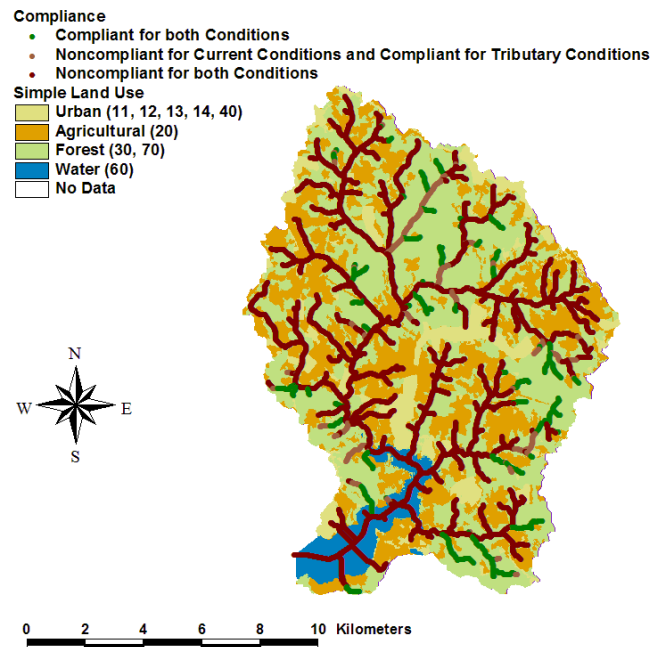 Compliance
Compliant for both Conditions
Noncompliant for Current Conditions and Compliant for Tributary Conditions
Noncompliant for both Conditions
Simple Land Use
Urban (11, 12, 13, 14, 40)
Agricultural (20)
Forest (30, 70)
Water (60)
No Data
N
W E
S
0 2 4 6 8 10 Kilometers